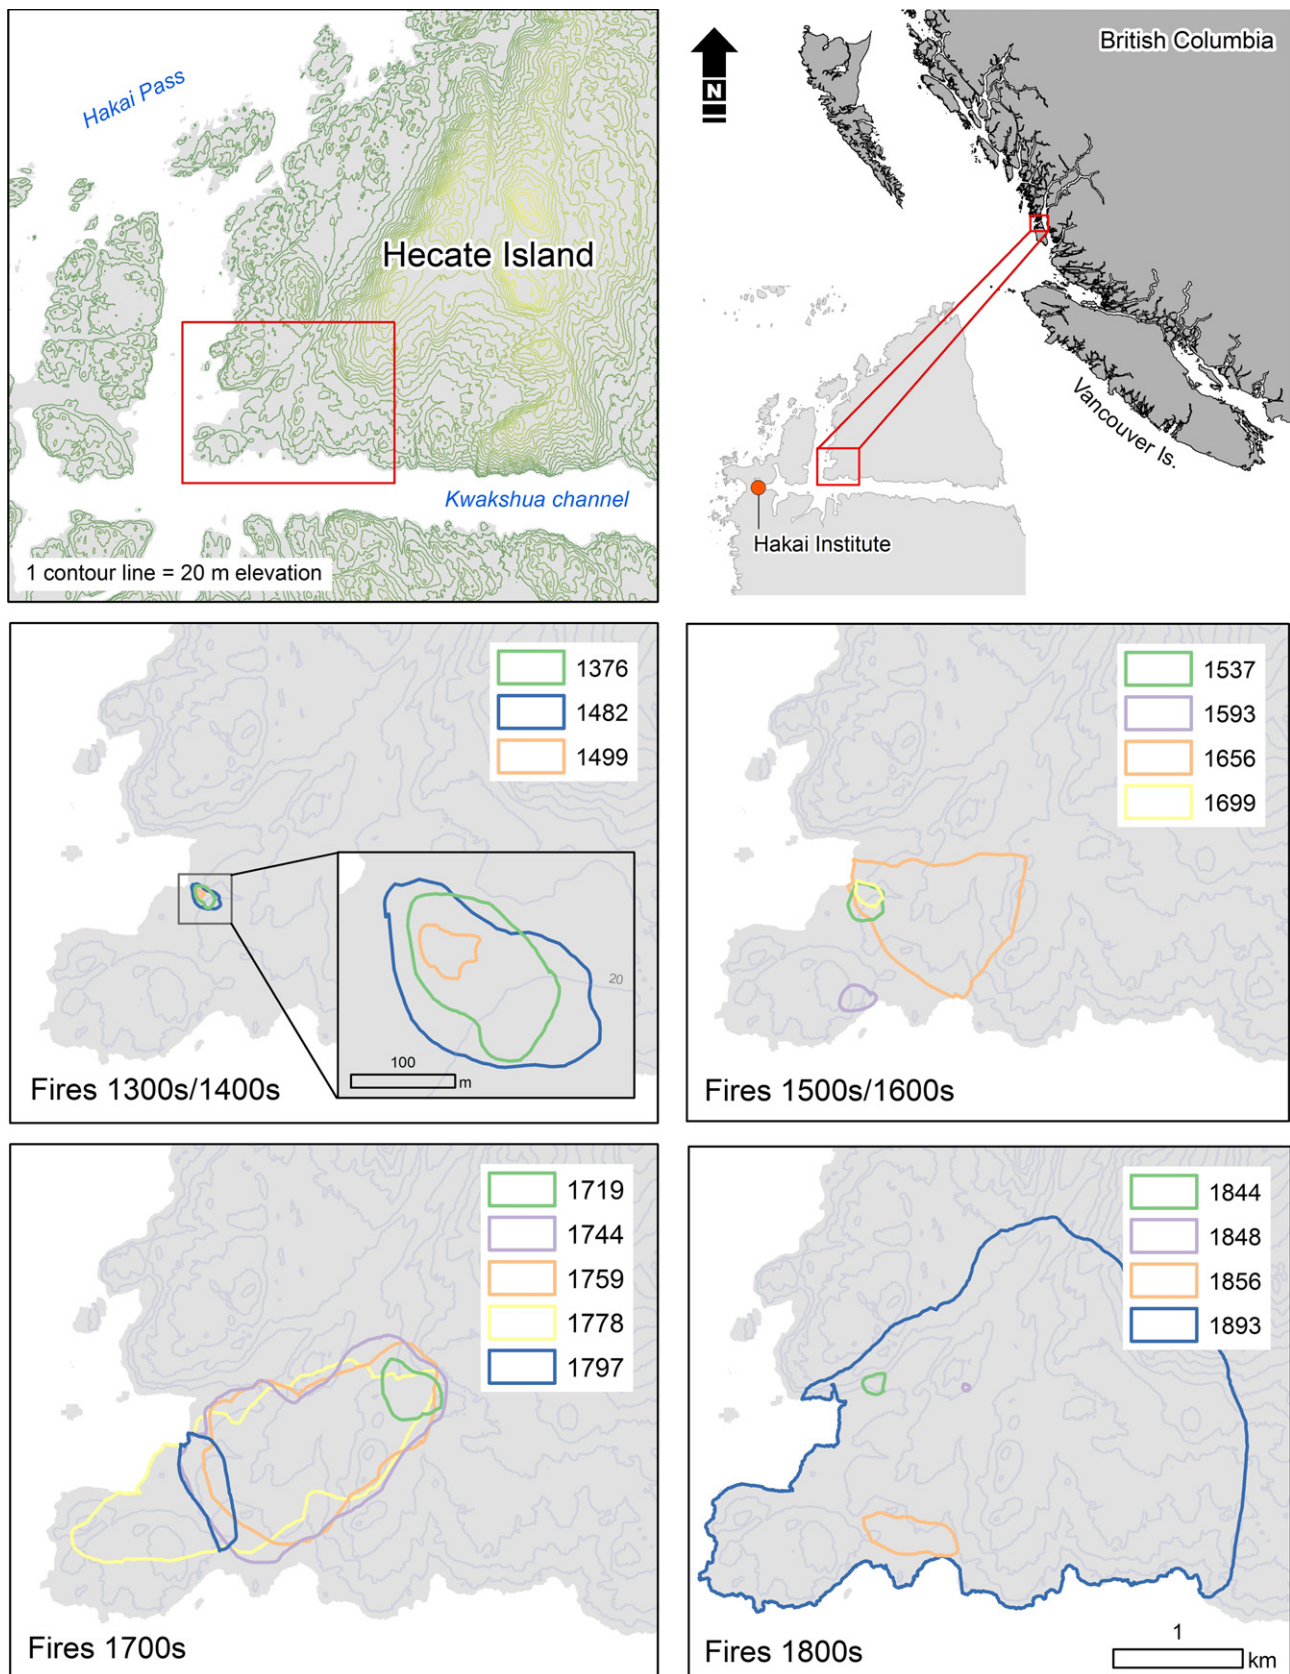 Hakai Pass
Hecate Island
Kwakshua channel
1 contour line = 20 m elevation
N
British Columbia
Vancouver Is.
Hakai Institute
1376
1482
1499
20
100
m
Fires 1300s/1400s
1537
1593
1656
1699
Fires 1500s/1600s
1719
1744
1759
1778
1797
Fires 1700s
1844
1848
1856
1893
1
km
Fires 1800s